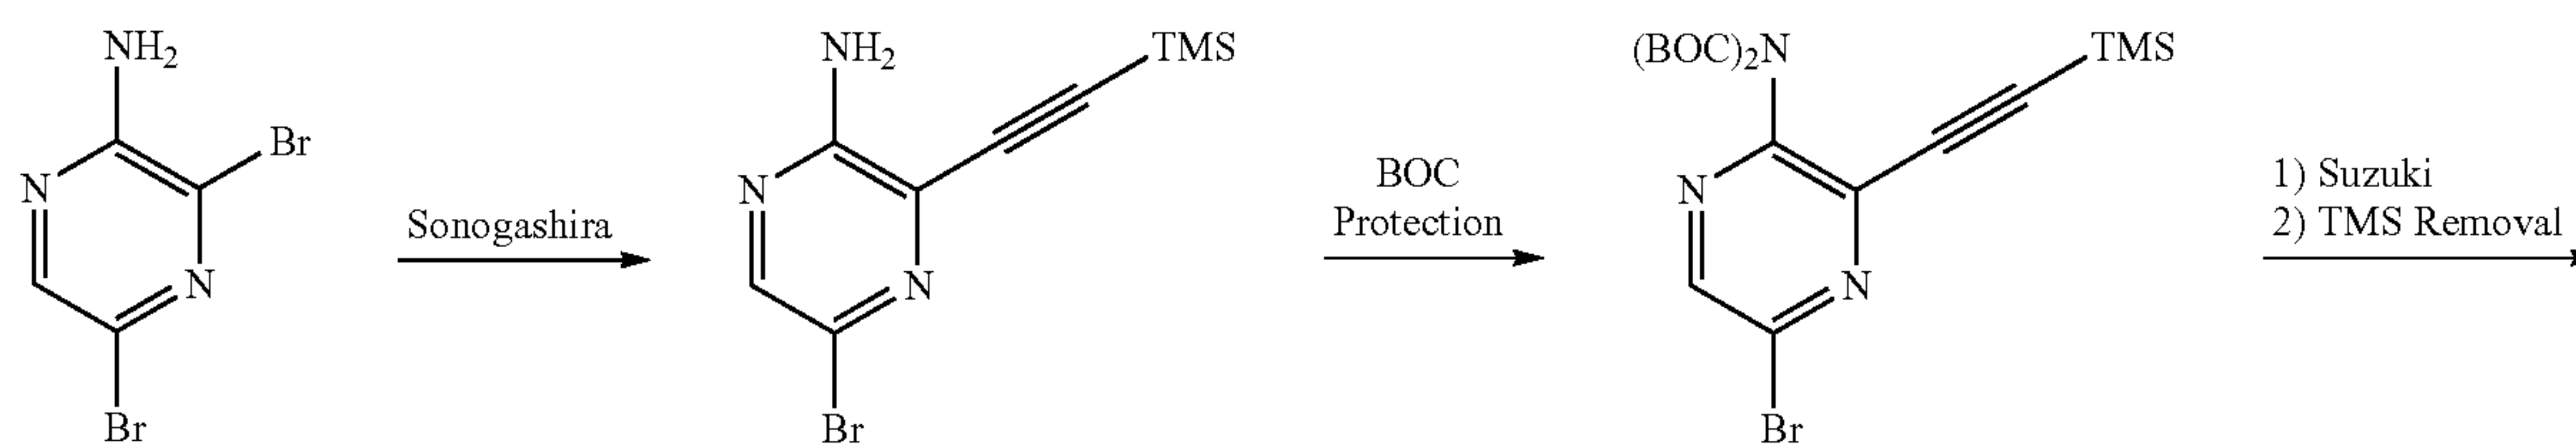 NH2
Br
N
N
Br
Sonogashira
NH2
TMS
N
N
Br
BOC
Protection
(BOC)2N
TMS
N
N
Br
1) Suzuki
2) TMS Removal